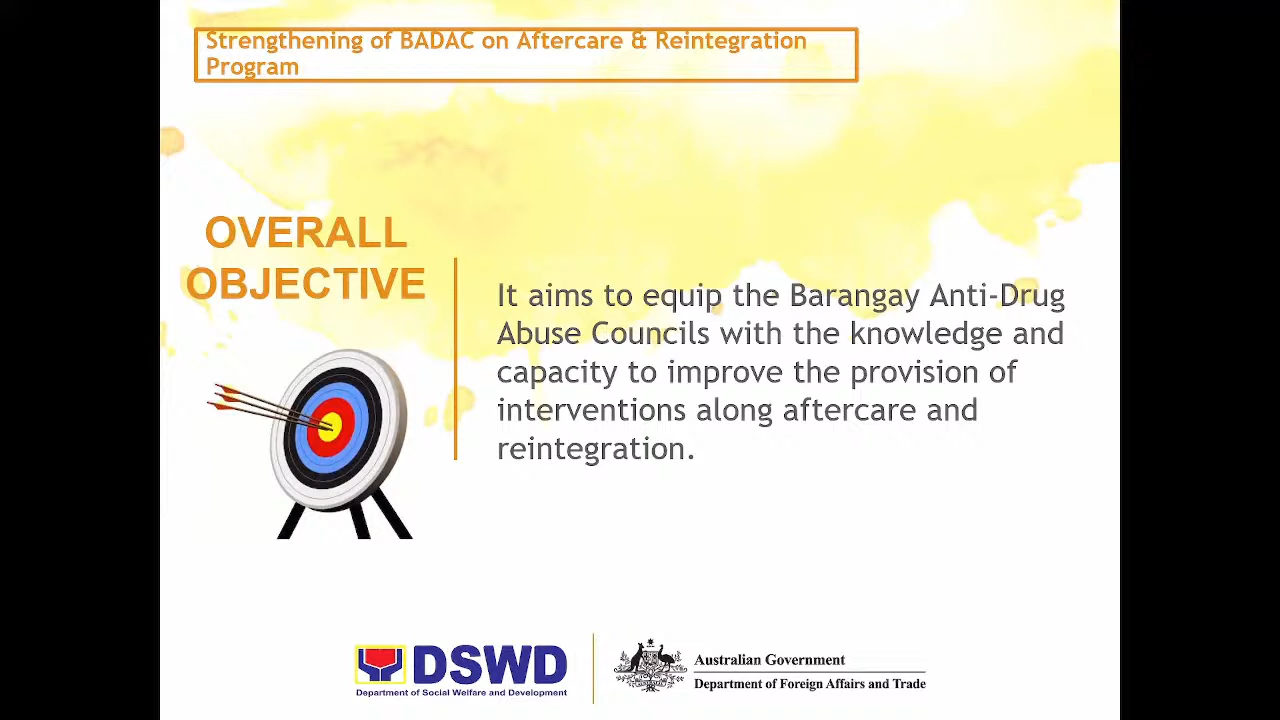 Strengthening of BADAC on Aftercare & Reintegration
Program
OVERALL
OBJECTIVE
It aims to equip the Barangay Anti-Drug
Abuse Councils with the knowledge and
capacity to improve the provision of
interventions along aftercare and
reintegration.
DSWD
Department of Social Welfare and Development
Australian Government
Department of Foreign Affairs and Trade